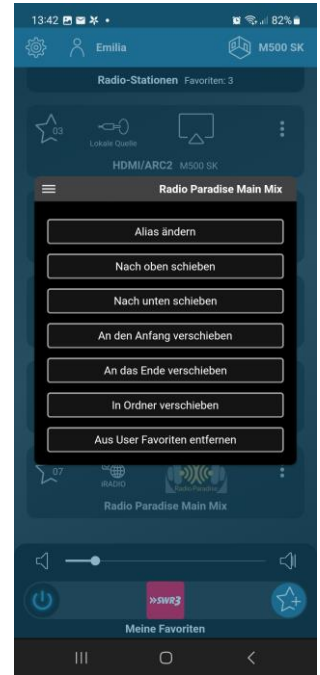 13:42
82%
Emilia
M500 SK
Radio-Stationen Favoriten: 3
03
Lokale Quelle
HDMI/ARC2 M500 SK
Radio Paradise Main Mix
Alias ändern
Nach oben schieben
Nach unten schieben
An den Anfang verschieben
An das Ende verschieben
In Ordner verschieben
Aus User Favoriten entfernen
07
iRADIO
Radio Paradise
Radio Paradise Main Mix
»SWR3
Meine Favoriten